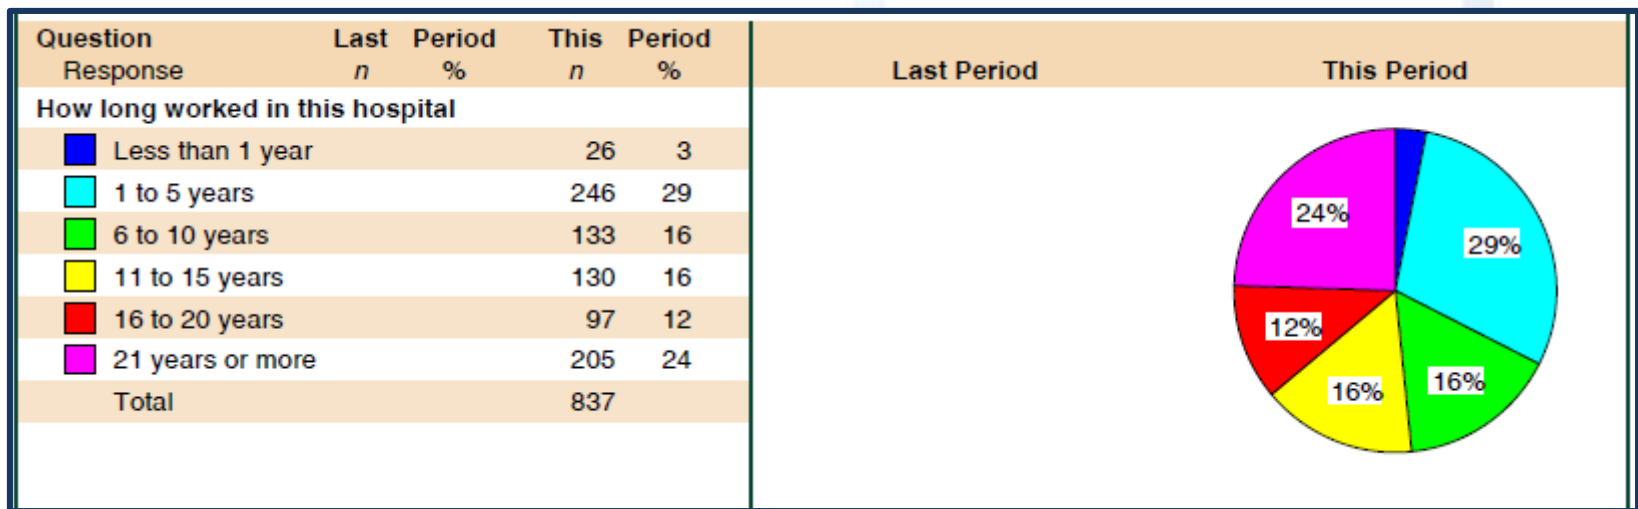 Question Last Period This Period
Response n % n %
How long worked in this hospital
Less than 1 year 26 3
1 to 5 years 246 29
6 to 10 years 133 16
11 to 15 years 130 16
16 to 20 years 97 12
21 years or more 205 24
Total 837
Last Period This Period
24%
29%
12%
16%
16%